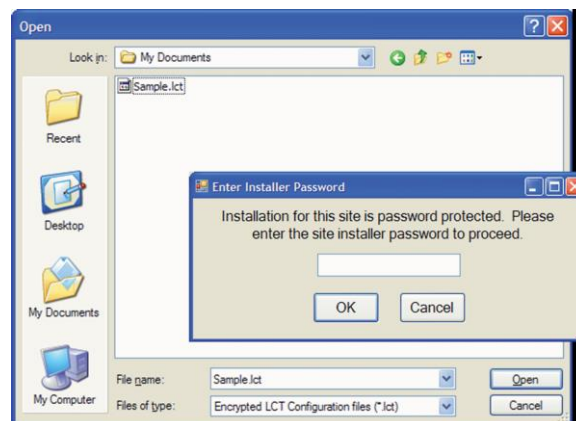 Open
Look in: My Documents
Sample.lct
Recent
Desktop
My Documents
My Computer
Enter Installer Password
Installation for this site is password protected. Please
enter the site installer password to proceed.
OK Cancel
File name: Sample.lct Open
Files of type: Encrypted LCT Configuration files (*.lct) Cancel